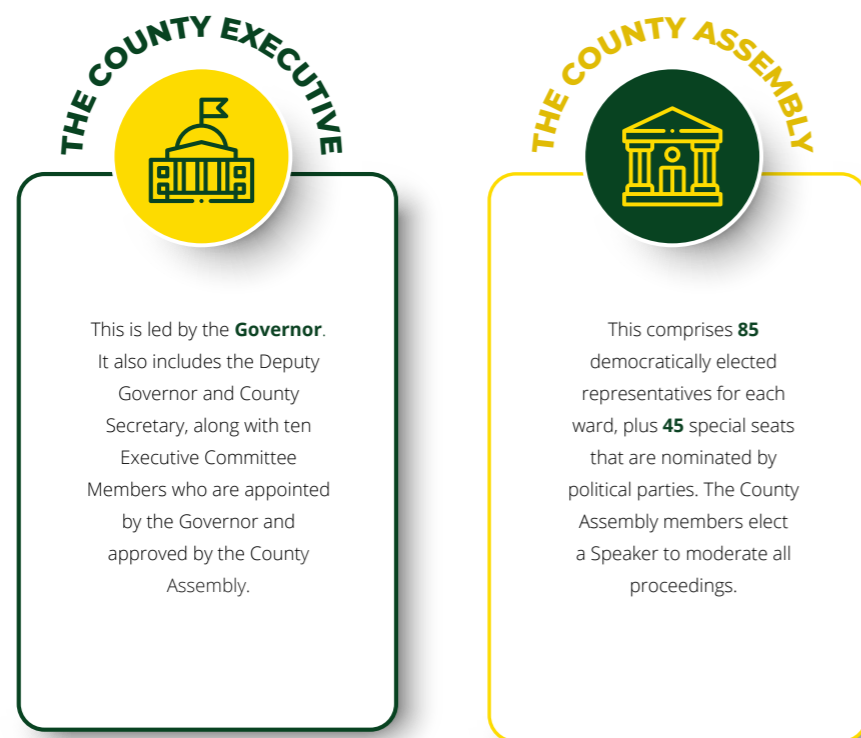 THE COUNTY EXECUTIVE
This is led by the Governor.
It also includes the Deputy
Governor and County
Secretary, along with ten
Executive Committee
Members who are appointed
by the Governor and
approved by the County
Assembly.
THE COUNTY ASSEMBLY
This comprises 85
democratically elected
representatives for each
ward, plus 45 special seats
that are nominated by
political parties. The County
Assembly members elect
a Speaker to moderate all
proceedings.